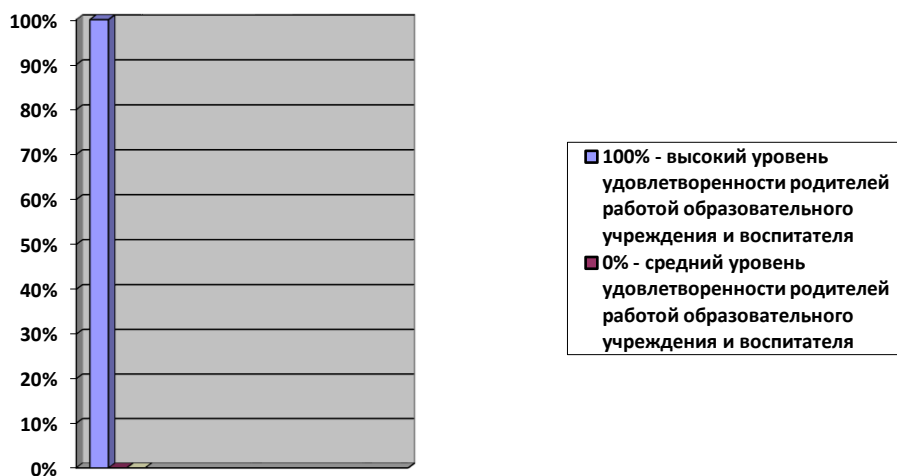 100%
90%
80%
70%
60%
50%
40%
30%
20%
10%
0%
100% - высокий уровень
удовлетворенности родителей
работой образовательного
учреждения и воспитателя
0% - средний уровень
удовлетворенности родителей
работой образовательного
учреждения и воспитателя